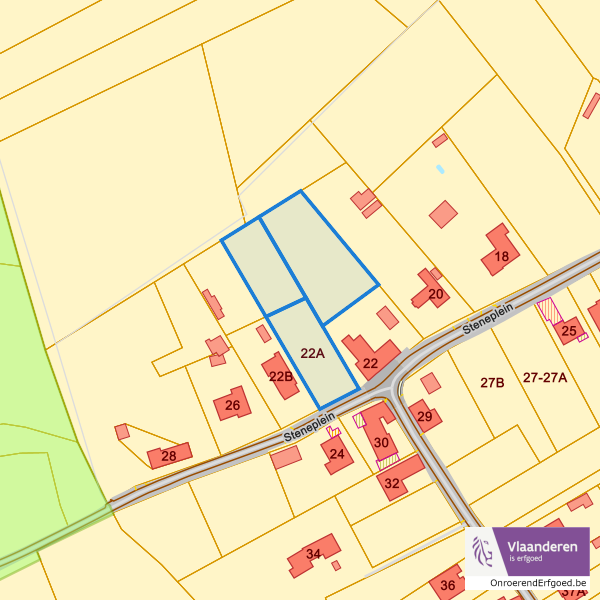 18
20
Steneplein
25
22A
22
22B
27B
27-27A
26
29
Steneplein
30
28
24
32
34
36
37A
Vlaanderen
is erfgoed
OnroerendErfgoed.be